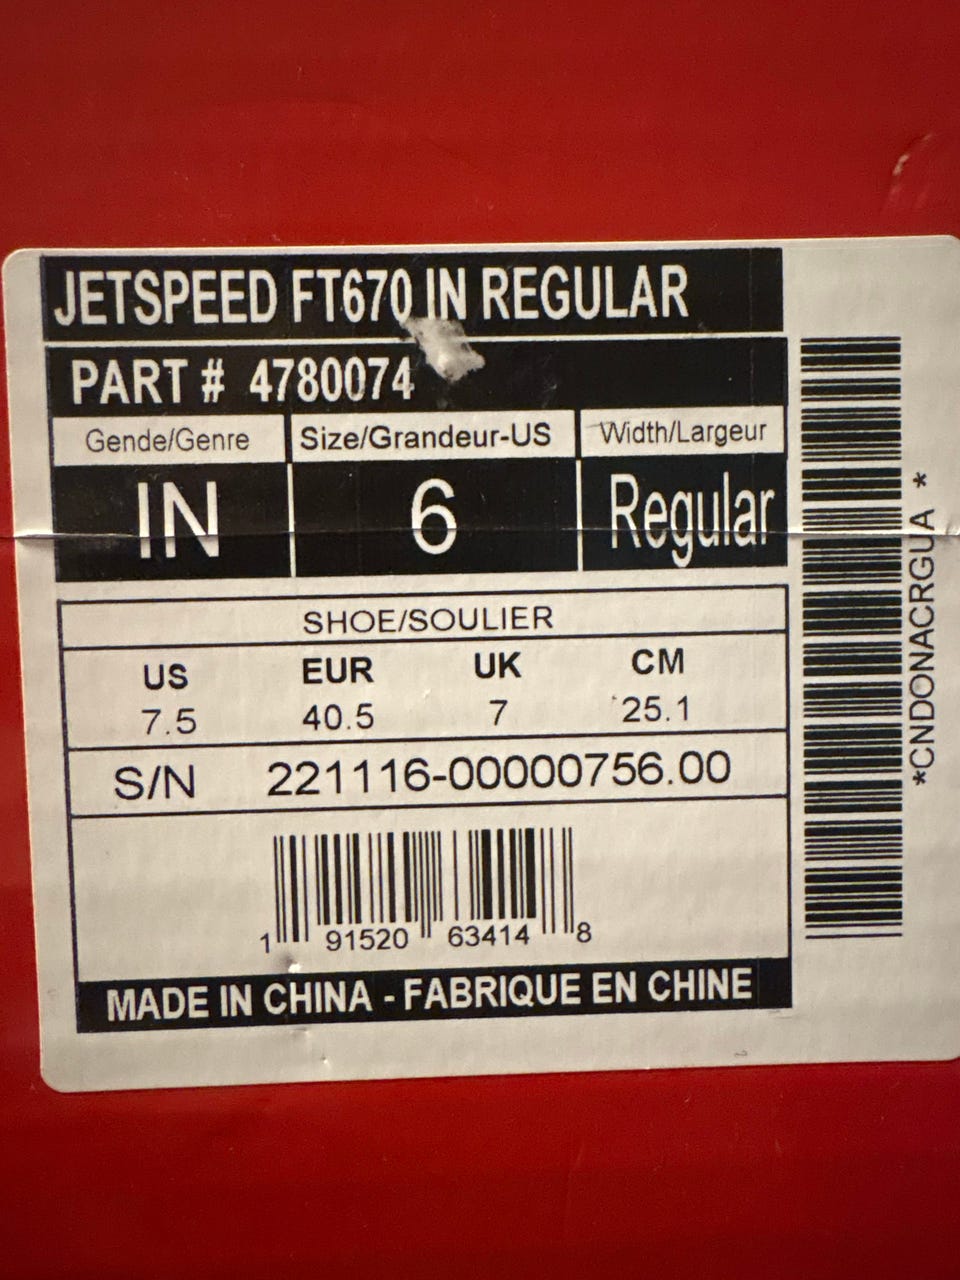 JETSPEED FT670 IN REGULAR
PART # 4780074
Gende/Genre Size/Grandeur-US Width/Largeur
IN 6 Regular
SHOE/SOULIER
US EUR UK CM
7.5 40.5 7 25.1
S/N 221116-00000756.00
1 91520 63414 8
MADE IN CHINA - FABRIQUE EN CHINE
*CNDONACRGUA *